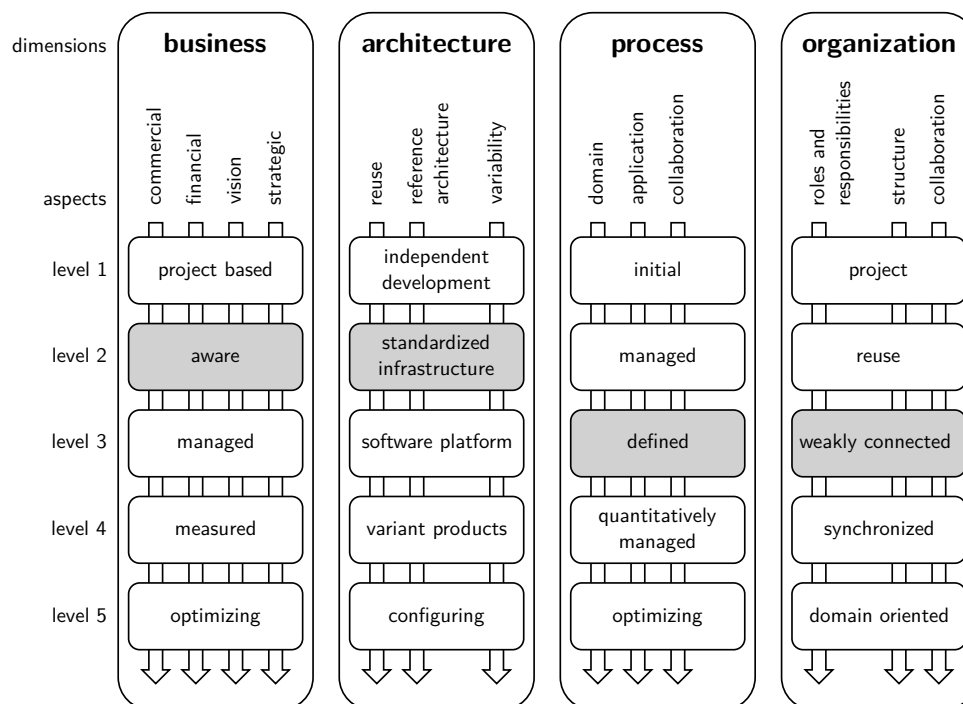 dimensions
business
architecture
process
organization
aspects
commercial
financial
vision
strategic
reuse
reference
architecture
variability
domain
application
collaboration
roles and
responsibilities
structure
collaboration
level 1
project based
independent
development
initial
project
level 2
aware
standardized
infrastructure
managed
reuse
level 3
managed
software platform
defined
weakly connected
level 4
measured
variant products
quantitatively
managed
synchronized
level 5
optimizing
configuring
optimizing
domain oriented